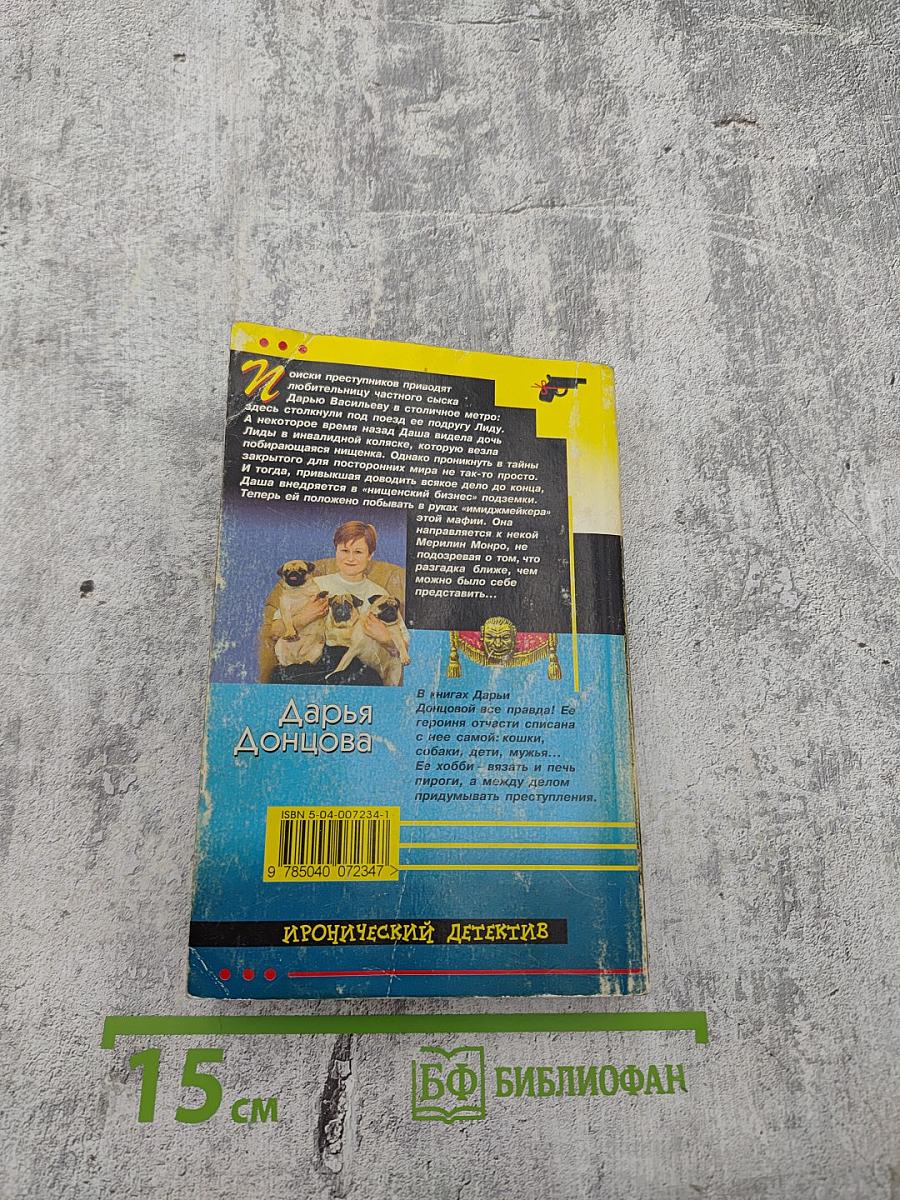 Поиски преступников приводят
любительницу частного сыска
Дарью Васильеву в столичное метро:
здесь столкнули под поезд ее подругу Лиду.
А некоторое время назад Даша видела дочь
Лиды в инвалидной коляске, которую везла
побирающаяся нищенка. Однако проникнуть в тайны
закрытого для посторонних мира не так-то просто.
И тогда, привыкшая доводить всякое дело до конца,
Даша внедряется в «нищенский бизнес» подземки.
Теперь ей положено побывать в руках «имиджмейкера»
этой мафии. Она
направляется к некой
Мерилин Монро, не
подозревая о том, что
разгадка ближе, чем
можно было себе
представить...
Дарья
Донцова
В книгах Дарьи
Донцовой все правда! Ее
героиня отчасти списана
с нее самой: кошки,
собаки, дети, мужья...
Ее хобби - вязать и печь
пироги, а между делом
придумывать преступления.
ISBN 5-04-007234-1
9 785040 072347 >
ИРОНИЧЕСКИЙ ДЕТЕКТИВ
15 см
БФ БИБЛИОФАН